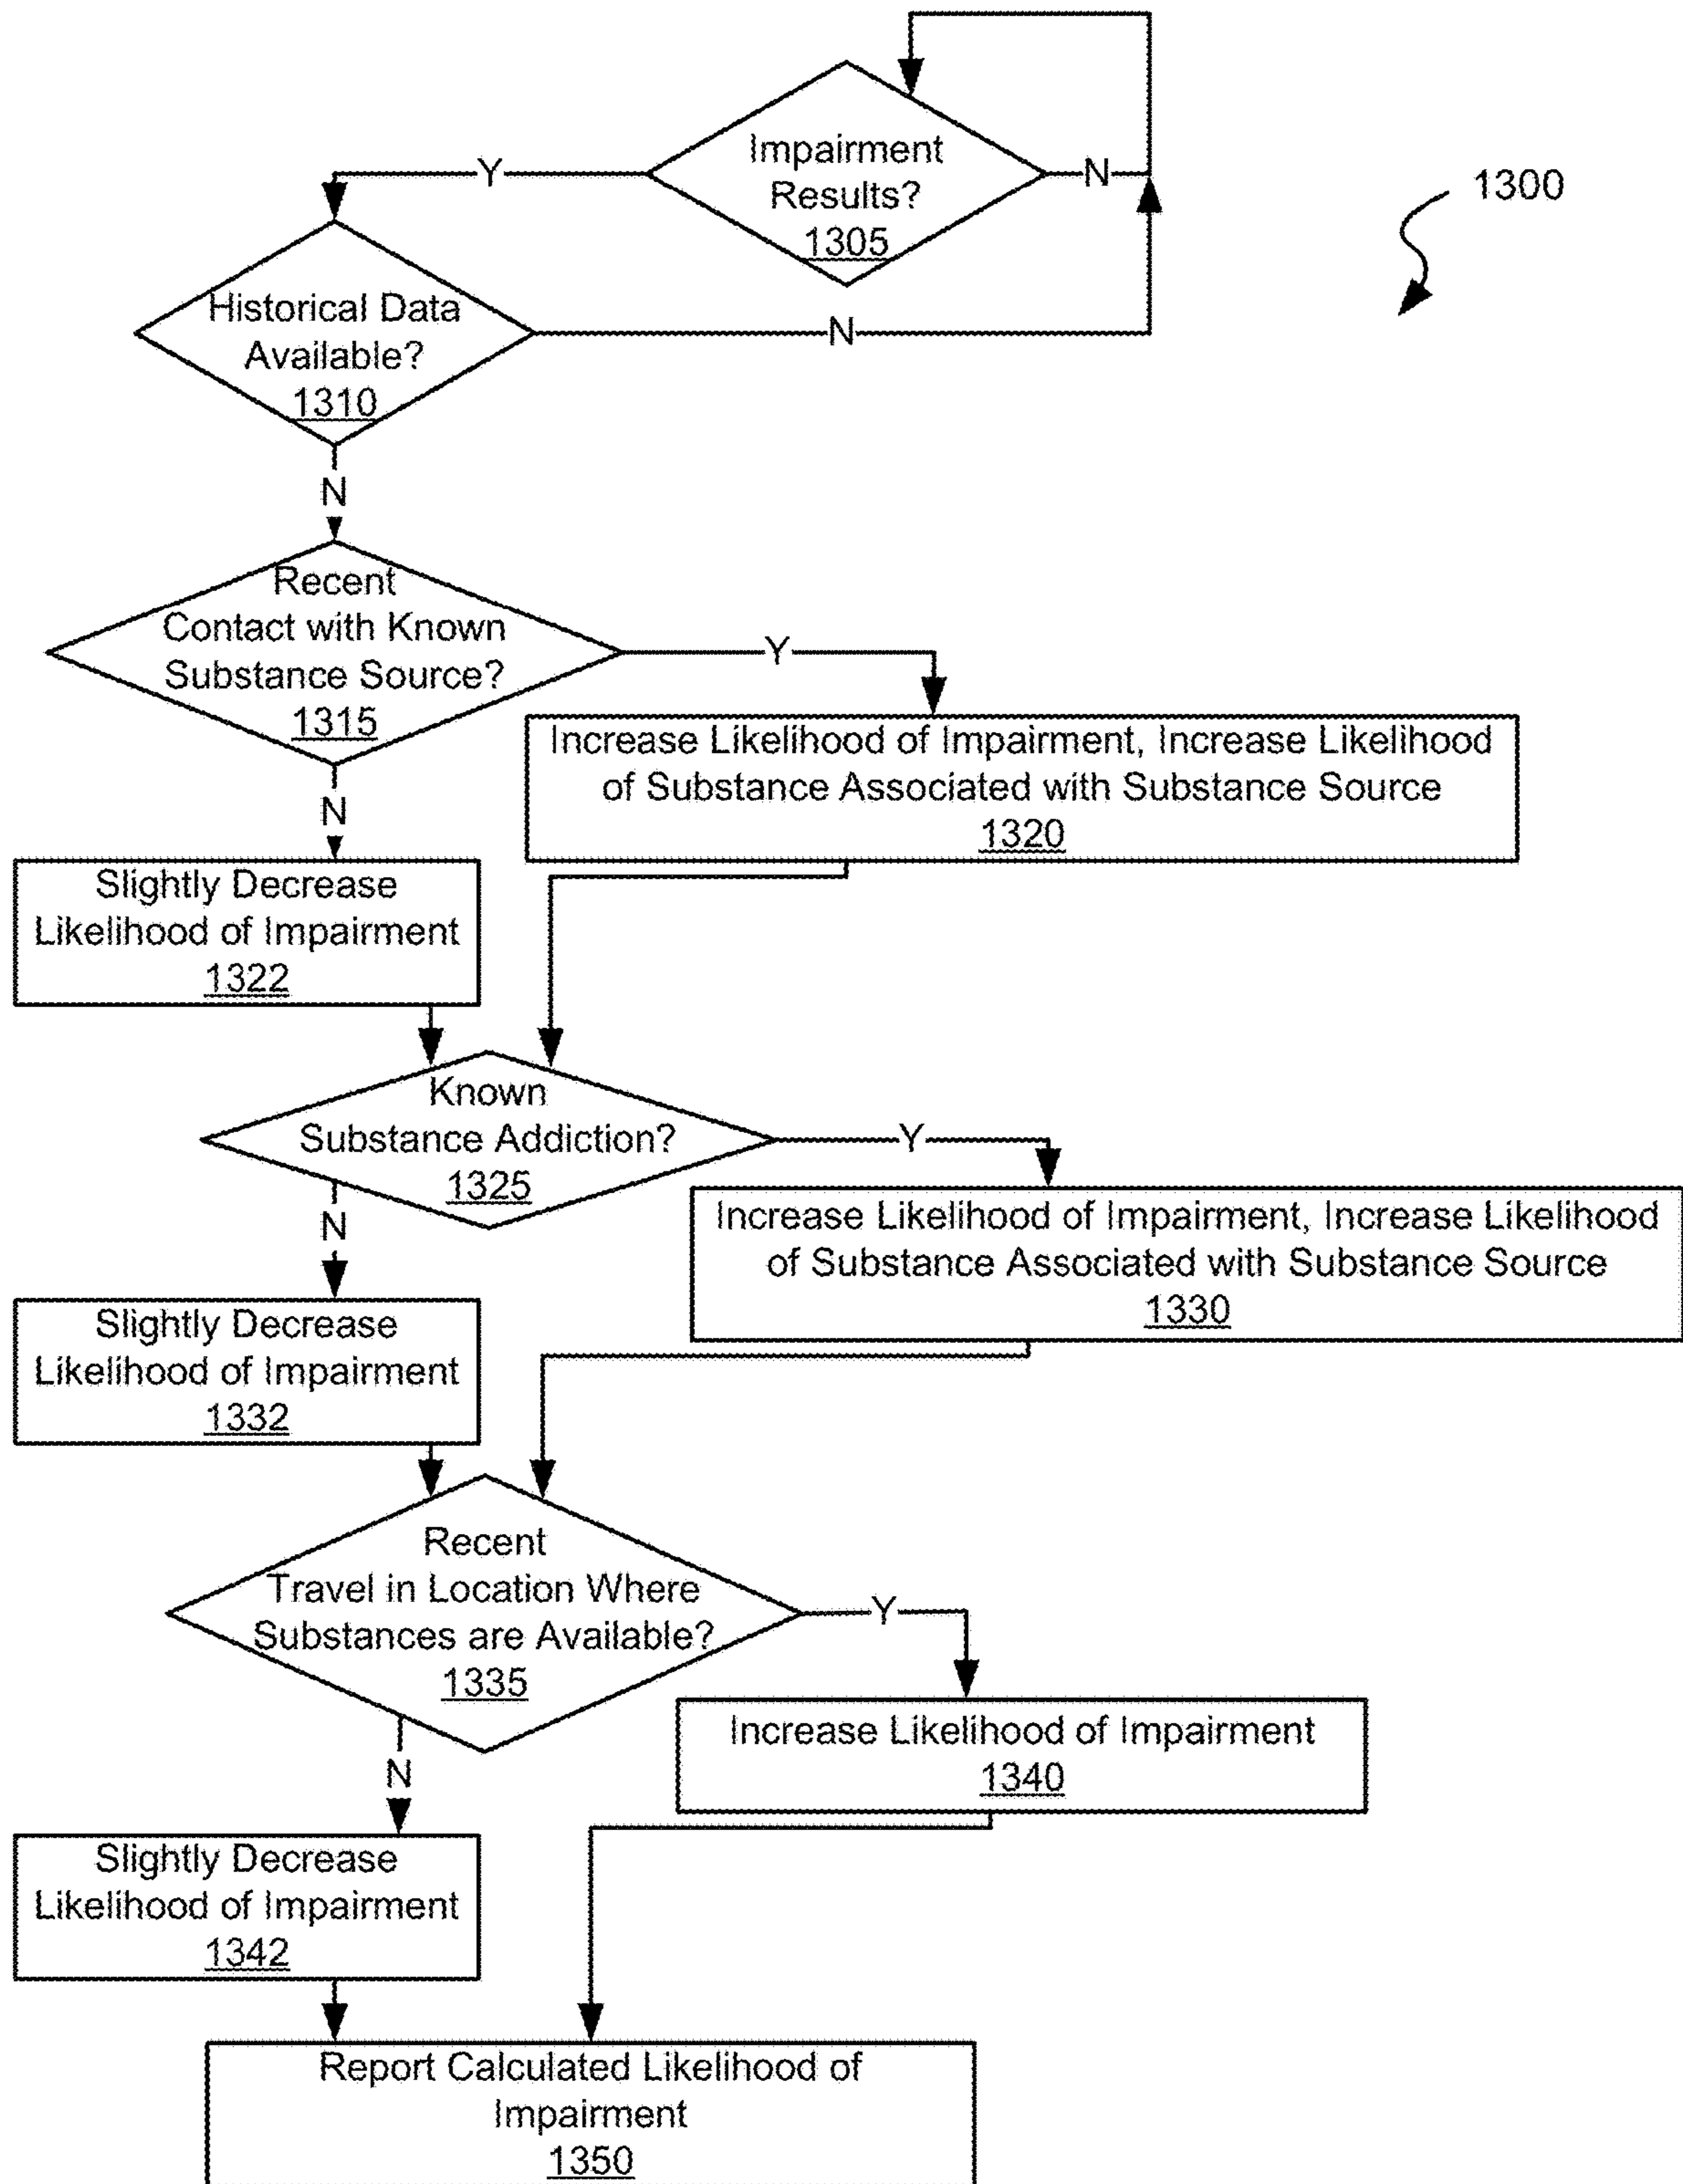 Impairment
Results?
1305
N
Y
1300
Historical Data
Available?
1310
N
N
Recent
Contact with Known
Substance Source?
1315
Y
N
Increase Likelihood of Impairment, Increase Likelihood
of Substance Associated with Substance Source
1320
Slightly Decrease
Likelihood of Impairment
1322
Known
Substance Addiction?
1325
Y
N
Increase Likelihood of Impairment, Increase Likelihood
of Substance Associated with Substance Source
1330
Slightly Decrease
Likelihood of Impairment
1332
Recent
Travel in Location Where
Substances are Available?
1335
Y
N
Increase Likelihood of Impairment
1340
Slightly Decrease
Likelihood of Impairment
1342
Report Calculated Likelihood of
Impairment
1350